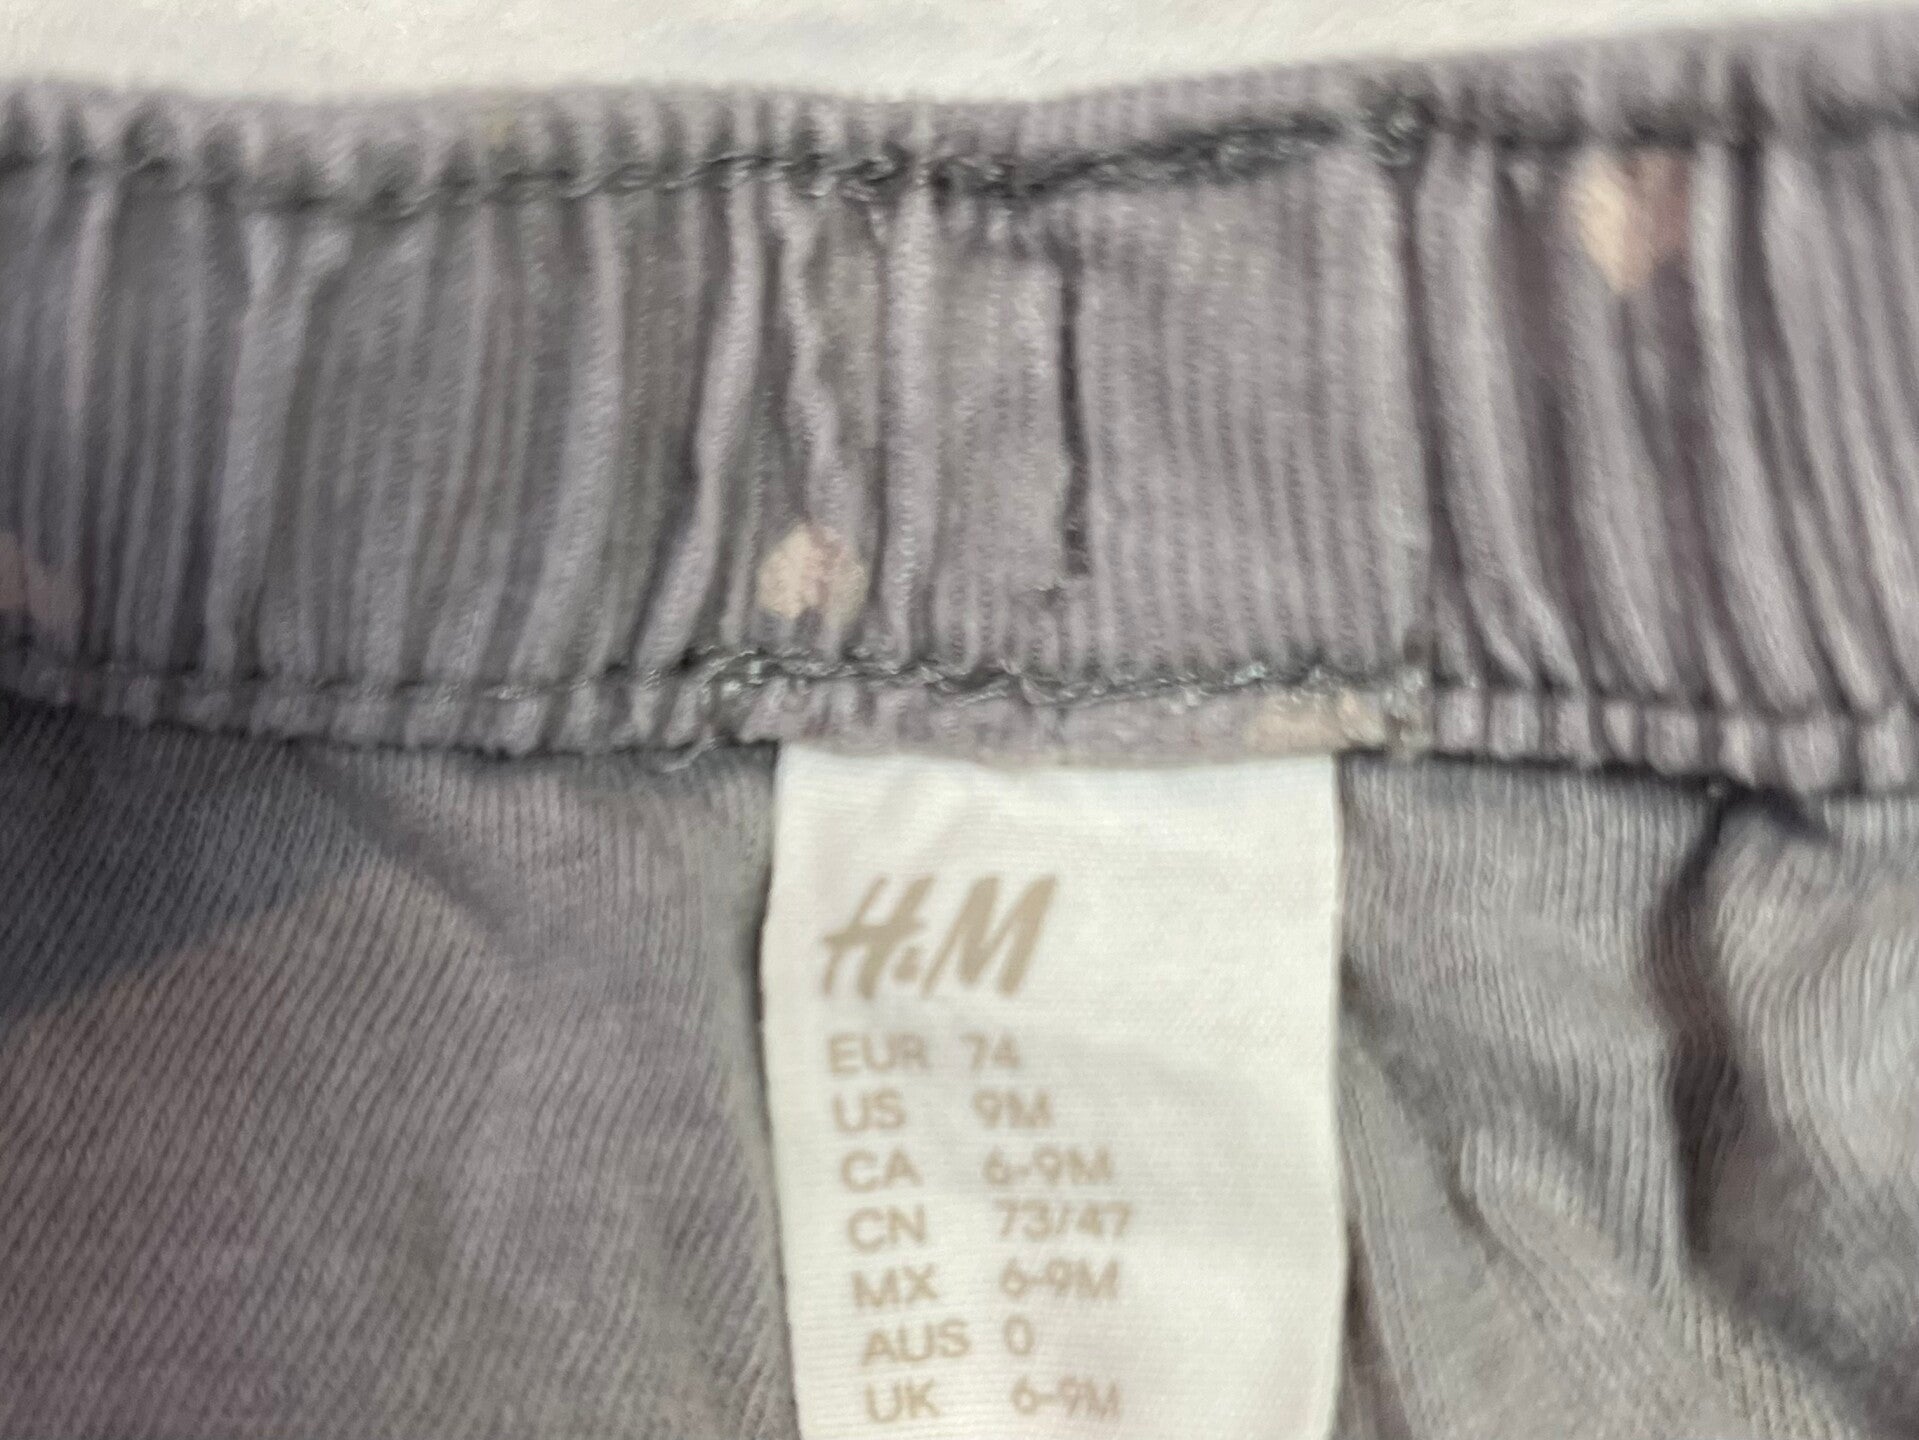 H&M
EUR 74
US 9M
CA 6-9M
CN 73/47
MX 6-9M
AUS 0
UK 6-9M